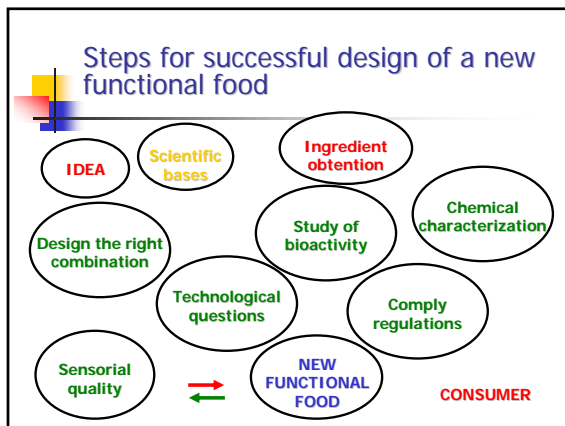 Steps for successful design of a new
functional food
IDEA
Scientific
bases
Ingredient
obtention
Chemical
characterization
Design the right
combination
Study of
bioactivity
Technological
questions
Comply
regulations
Sensorial
quality
NEW
FUNCTIONAL
FOOD
CONSUMER